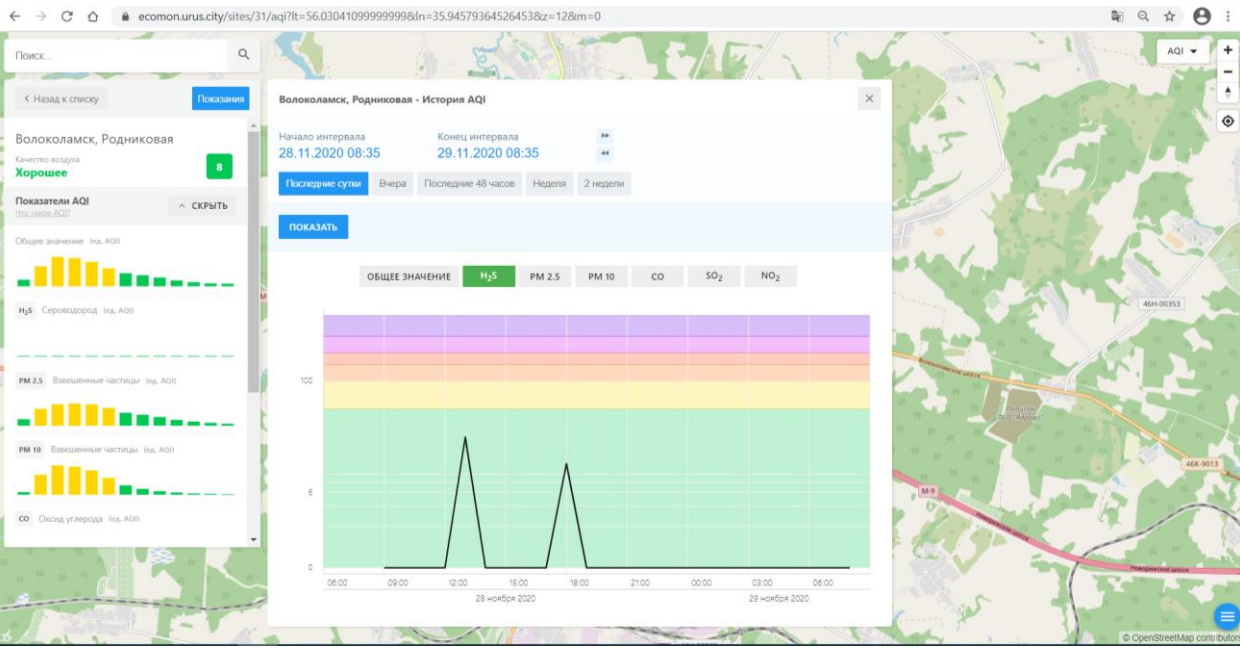 ecomon.urus.city/sites/31/aqi?lt=56.03041099999999&ln=35.94579364526453&z=12&m=0
Поиск...
AQI
Назад к списку
Показания
Волоколамск, Родниковая
Качество воздуха
Хорошее
8
Показатели AQI
Что такое AQI?
СКРЫТЬ
Общее значение (ед. AQI)
H₂S Сероводород (ед. AQI)
PM 2.5 Взвешенные частицы (ед. AQI)
PM 10 Взвешенные частицы (ед. AQI)
CO Оксид углерода (ед. AQI)
Волоколамск, Родниковая - История AQI
Начало интервала
28.11.2020 08:35
Конец интервала
29.11.2020 08:35
Последние сутки Вчера Последние 48 часов Неделя 2 недели
ПОКАЗАТЬ
ОБЩЕЕ ЗНАЧЕНИЕ H₂S PM 2.5 PM 10 CO SO₂ NO₂
100
6
0
06:00 09:00 12:00 15:00 18:00 21:00 00:00 03:00 06:00
28 ноября 2020 29 ноября 2020
46Н-00353
Волоколамское шоссе
Полигон
ТБО "Ядрово"
46К-9013
М-9
Новорижское шоссе
Новорижское шоссе
© OpenStreetMap contributors